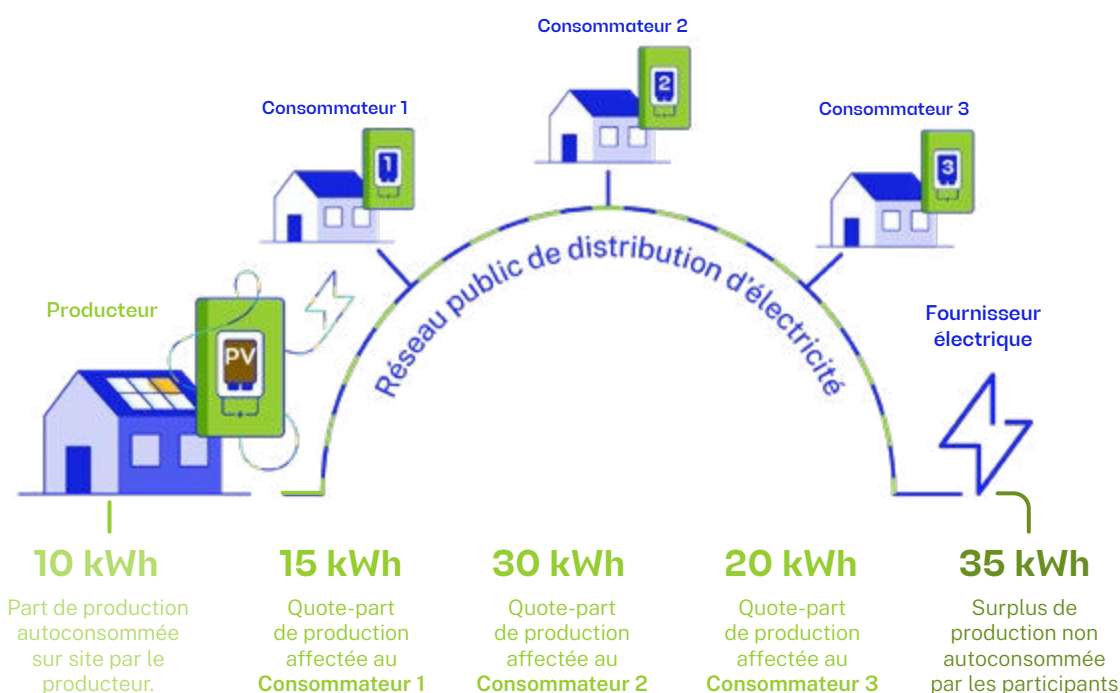 Consommateur 2
2
Consommateur 1
1
Consommateur 3
3
Réseau public de distribution d'électricité
Producteur
PV
Fournisseur
électrique
10 kWh
Part de production
autoconsommée
sur site par le
producteur.
15 kWh
Quote-part
de production
affectée au
Consommateur 1
30 kWh
Quote-part
de production
affectée au
Consommateur 2
20 kWh
Quote-part
de production
affectée au
Consommateur 3
35 kWh
Surplus de
production non
autoconsommée
par les participants